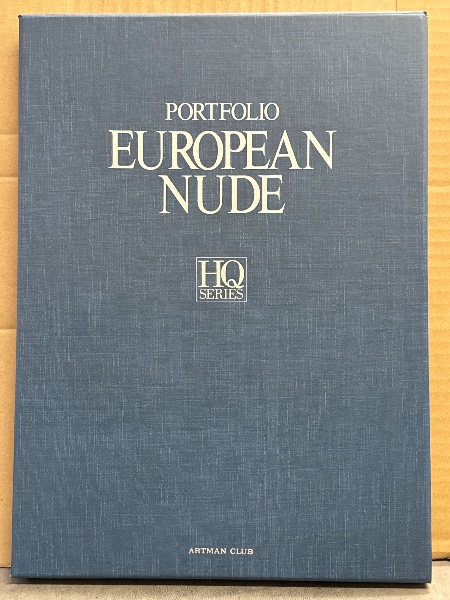 PORTFOLIO
EUROPEAN
NUDE
HQ
SERIES
ARTMAN CLUB